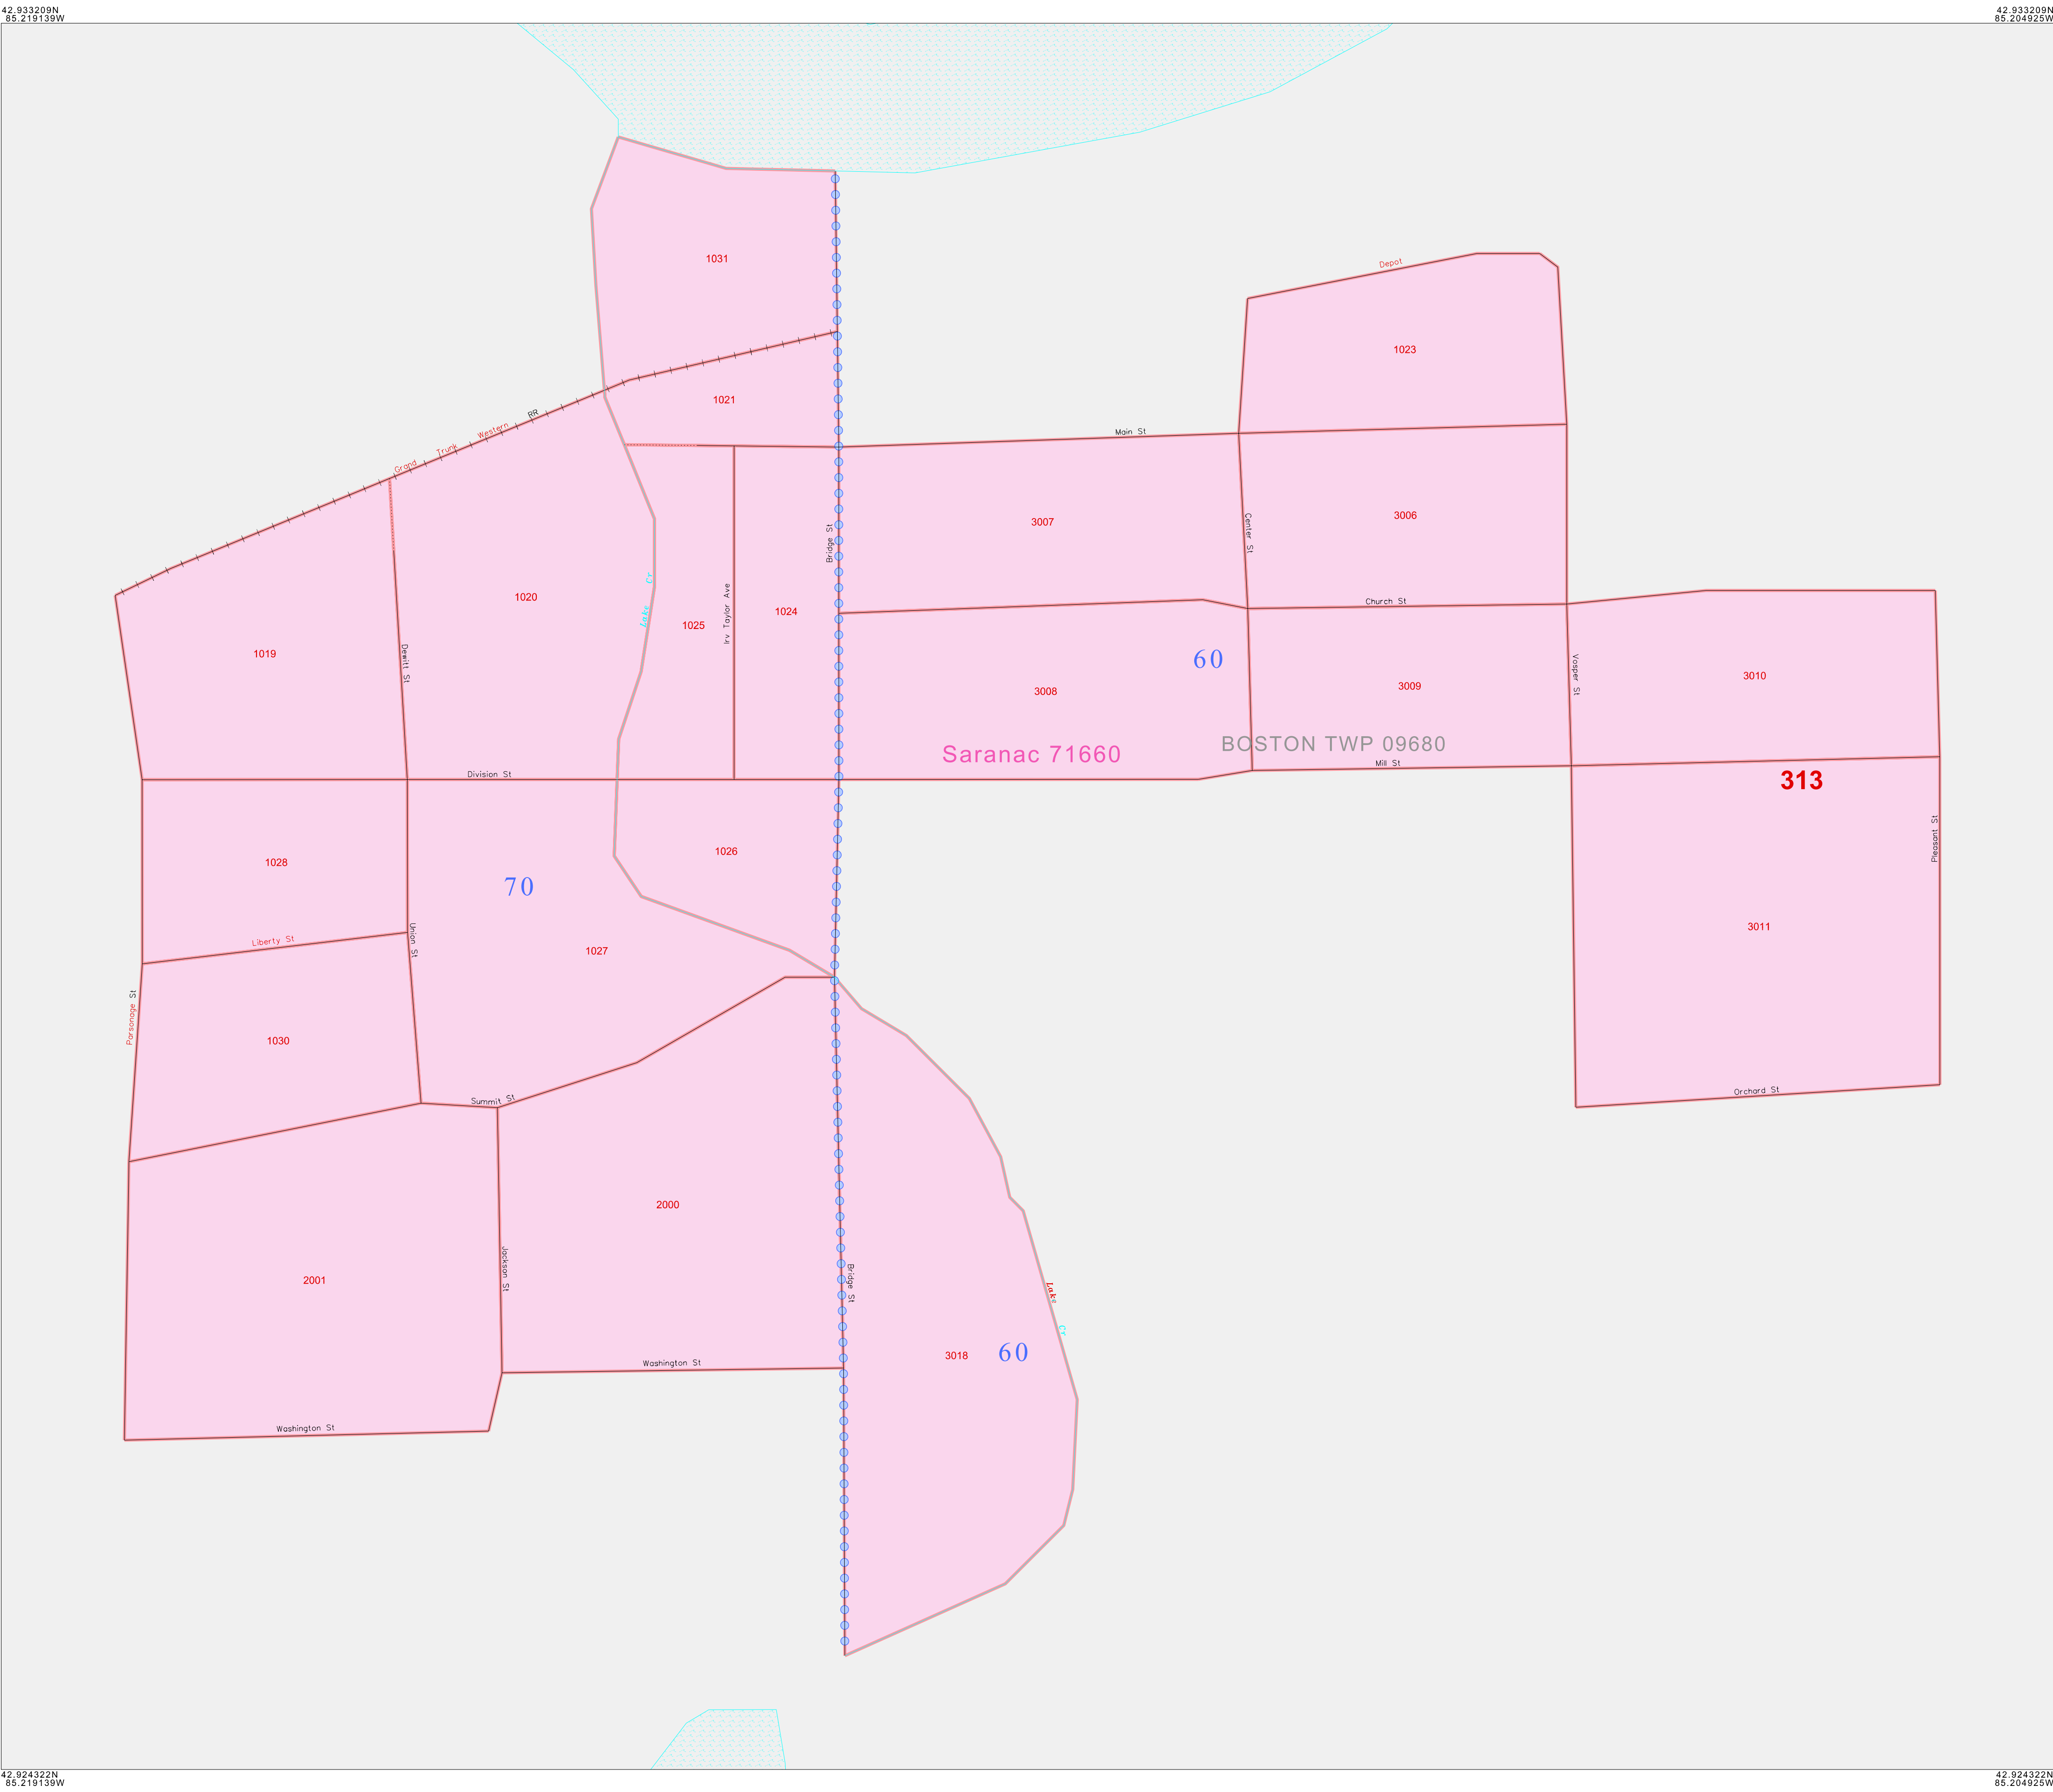 42.933209N
85.219139W
42.933209N
85.204925W
1031
Depot
1023
Grand Trunk Western RR
1021
Main St
3007
3006
Bridge St
Center St
1020
Lake Cr
1025
Irv Taylor Ave
1024
Church St
1019
Dewitt St
60
3008
3009
Vosper St
3010
Saranac 71660
BOSTON TWP 09680
Division St
Mill St
313
1028
70
1026
Pleasant St
Liberty St
Union St
1027
3011
Parsonage St
1030
Summit St
Orchard St
2000
2001
Jackson St
Bridge St
Lake Cr
3018
60
Washington St
Washington St
42.924322N
85.219139W
42.924322N
85.204925W